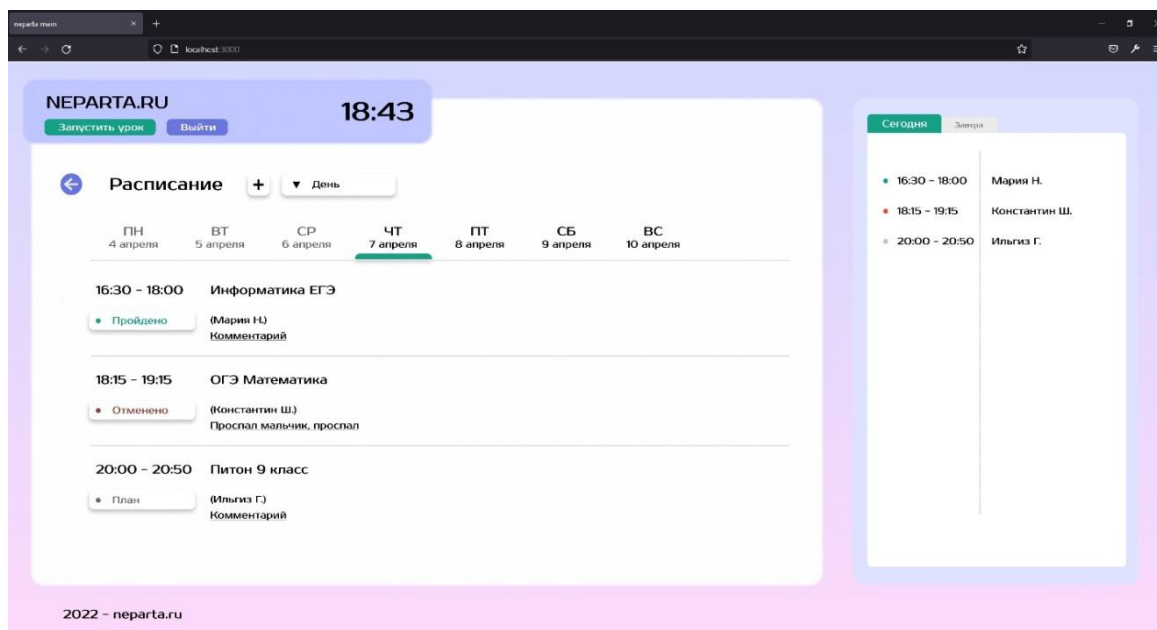 neparta main
localhost:3000
NEPARTA.RU
18:43
Запустить урок Выйти
Расписание + ▼ День
ПН ВТ СР ЧТ ПТ СБ ВС
4 апреля 5 апреля 6 апреля 7 апреля 8 апреля 9 апреля 10 апреля
16:30 - 18:00 Информатика ЕГЭ
Пройдено (Мария Н.)
Комментарий
18:15 - 19:15 ОГЭ Математика
Отменено (Константин Ш.)
Проспал мальчик, проспал
20:00 - 20:50 Питон 9 класс
План (Ильгиз Г.)
Комментарий
Сегодня Завтра
16:30 - 18:00 Мария Н.
18:15 - 19:15 Константин Ш.
20:00 - 20:50 Ильгиз Г.
2022 - neparta.ru